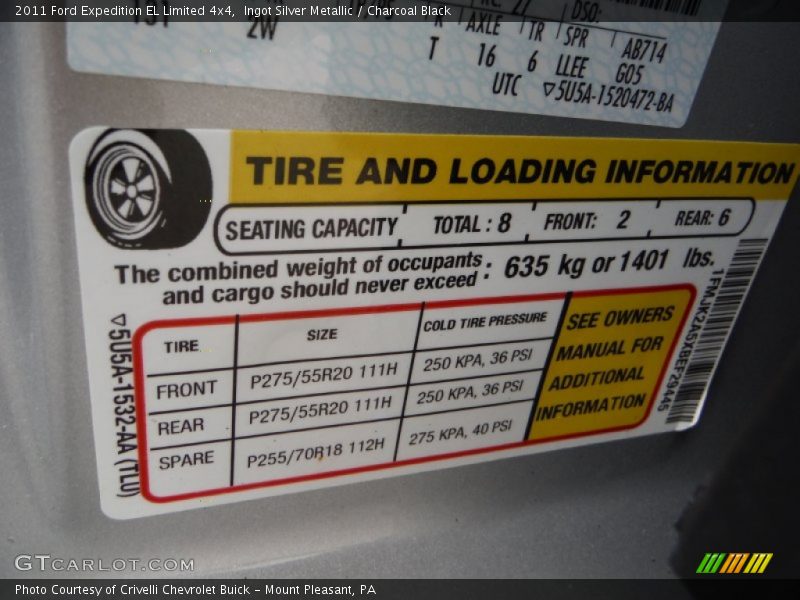 2011 Ford Expedition EL Limited 4x4, Ingot Silver Metallic / Charcoal Black
2W
DSO:
AXLE TR SPR AB714
T 16 6 LLEE G05
UTC ▽5U5A-1520472-BA
TIRE AND LOADING INFORMATION
SEATING CAPACITY TOTAL : 8 FRONT: 2 REAR: 6
The combined weight of occupants
and cargo should never exceed : 635 kg or 1401 lbs.
TIRE SIZE COLD TIRE PRESSURE
FRONT P275/55R20 111H 250 KPA, 36 PSI
REAR P275/55R20 111H 250 KPA, 36 PSI
SPARE P255/70R18 112H 275 KPA, 40 PSI
SEE OWNERS
MANUAL FOR
ADDITIONAL
INFORMATION
▽5U5A-1532-AA (TLU)
1FMJK2A5XBEF29445
GTCARLOT.COM
Photo Courtesy of Crivelli Chevrolet Buick - Mount Pleasant, PA